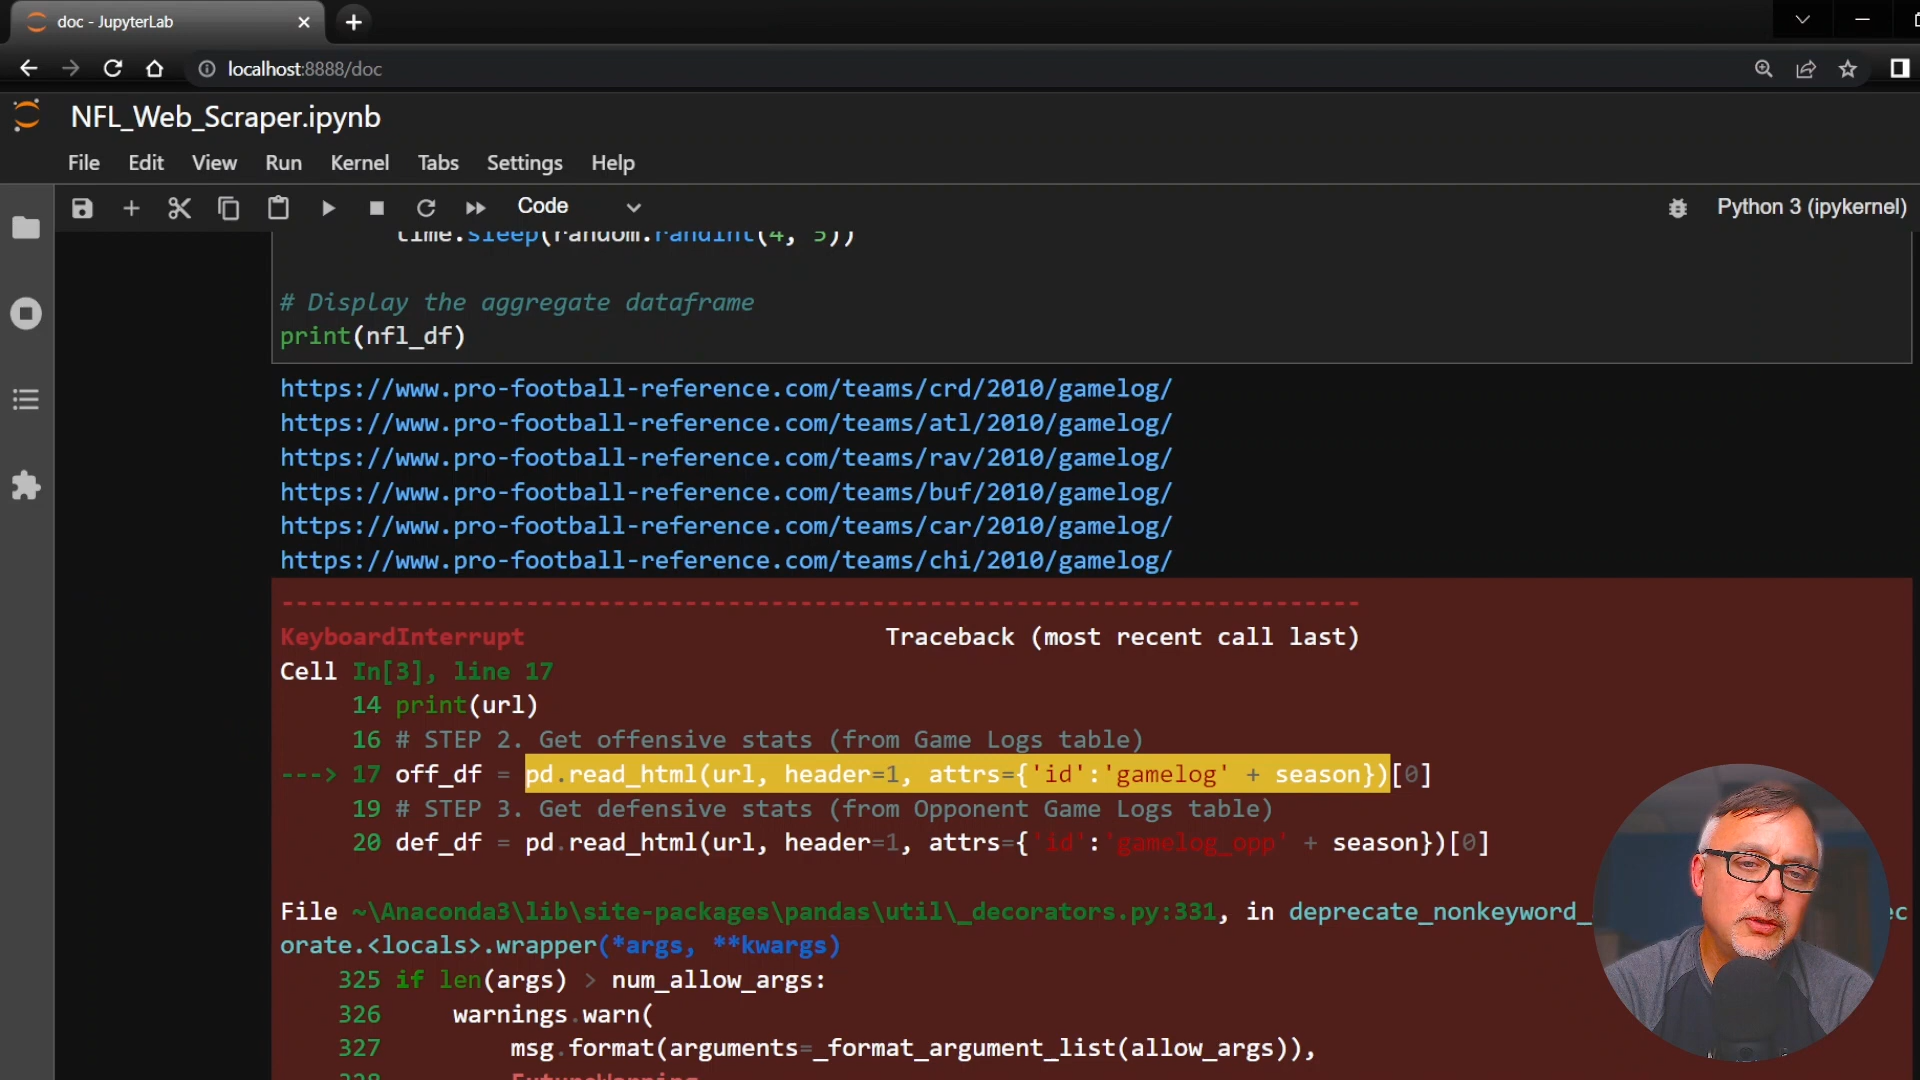 doc - JupyterLab
localhost:8888/doc
NFL_Web_Scraper.ipynb
File Edit View Run Kernel Tabs Settings Help
Code
Python 3 (ipykernel)
time.sleep(random.randint(4, 5))
# Display the aggregate dataframe
print(nfl_df)
https://www.pro-football-reference.com/teams/crd/2010/gamelog/
https://www.pro-football-reference.com/teams/atl/2010/gamelog/
https://www.pro-football-reference.com/teams/rav/2010/gamelog/
https://www.pro-football-reference.com/teams/buf/2010/gamelog/
https://www.pro-football-reference.com/teams/car/2010/gamelog/
https://www.pro-football-reference.com/teams/chi/2010/gamelog/
---------------------------------------------------------------------------
KeyboardInterrupt Traceback (most recent call last)
Cell In[3], line 17
14 print(url)
16 # STEP 2. Get offensive stats (from Game Logs table)
---> 17 off_df = pd.read_html(url, header=1, attrs={'id':'gamelog' + season})[0]
19 # STEP 3. Get defensive stats (from Opponent Game Logs table)
20 def_df = pd.read_html(url, header=1, attrs={'id':'gamelog_opp' + season})[0]
File ~\Anaconda3\lib\site-packages\pandas\util\_decorators.py:331, in deprecate_nonkeyword_
orate.<locals>.wrapper(*args, **kwargs)
325 if len(args) > num_allow_args:
326 warnings.warn(
327 msg.format(arguments=_format_argument_list(allow_args)),